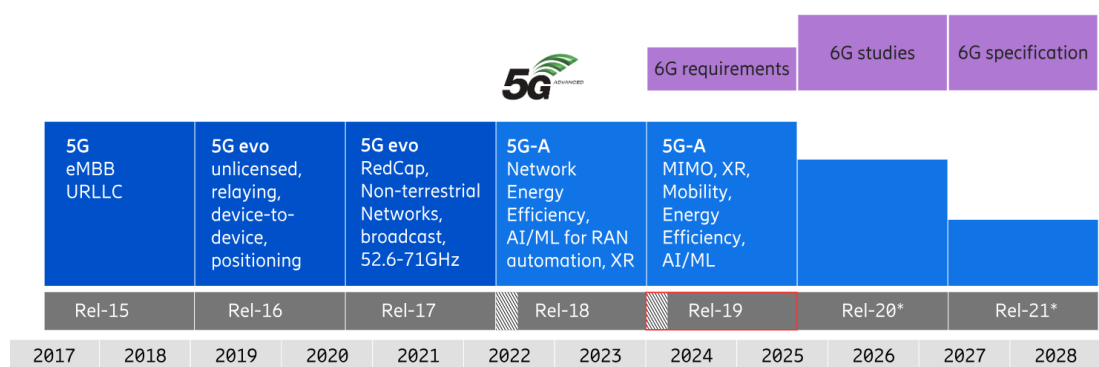 5G ADVANCED
6G requirements
6G studies
6G specification
5G
eMBB
URLLC
5G evo
unlicensed,
relaying,
device-to-
device,
positioning
5G evo
RedCap,
Non-terrestrial
Networks,
broadcast,
52.6-71GHz
5G-A
Network
Energy
Efficiency,
AI/ML for RAN
automation, XR
5G-A
MIMO, XR,
Mobility,
Energy
Efficiency,
AI/ML
Rel-15
Rel-16
Rel-17
Rel-18
Rel-19
Rel-20*
Rel-21*
2017
2018
2019
2020
2021
2022
2023
2024
2025
2026
2027
2028